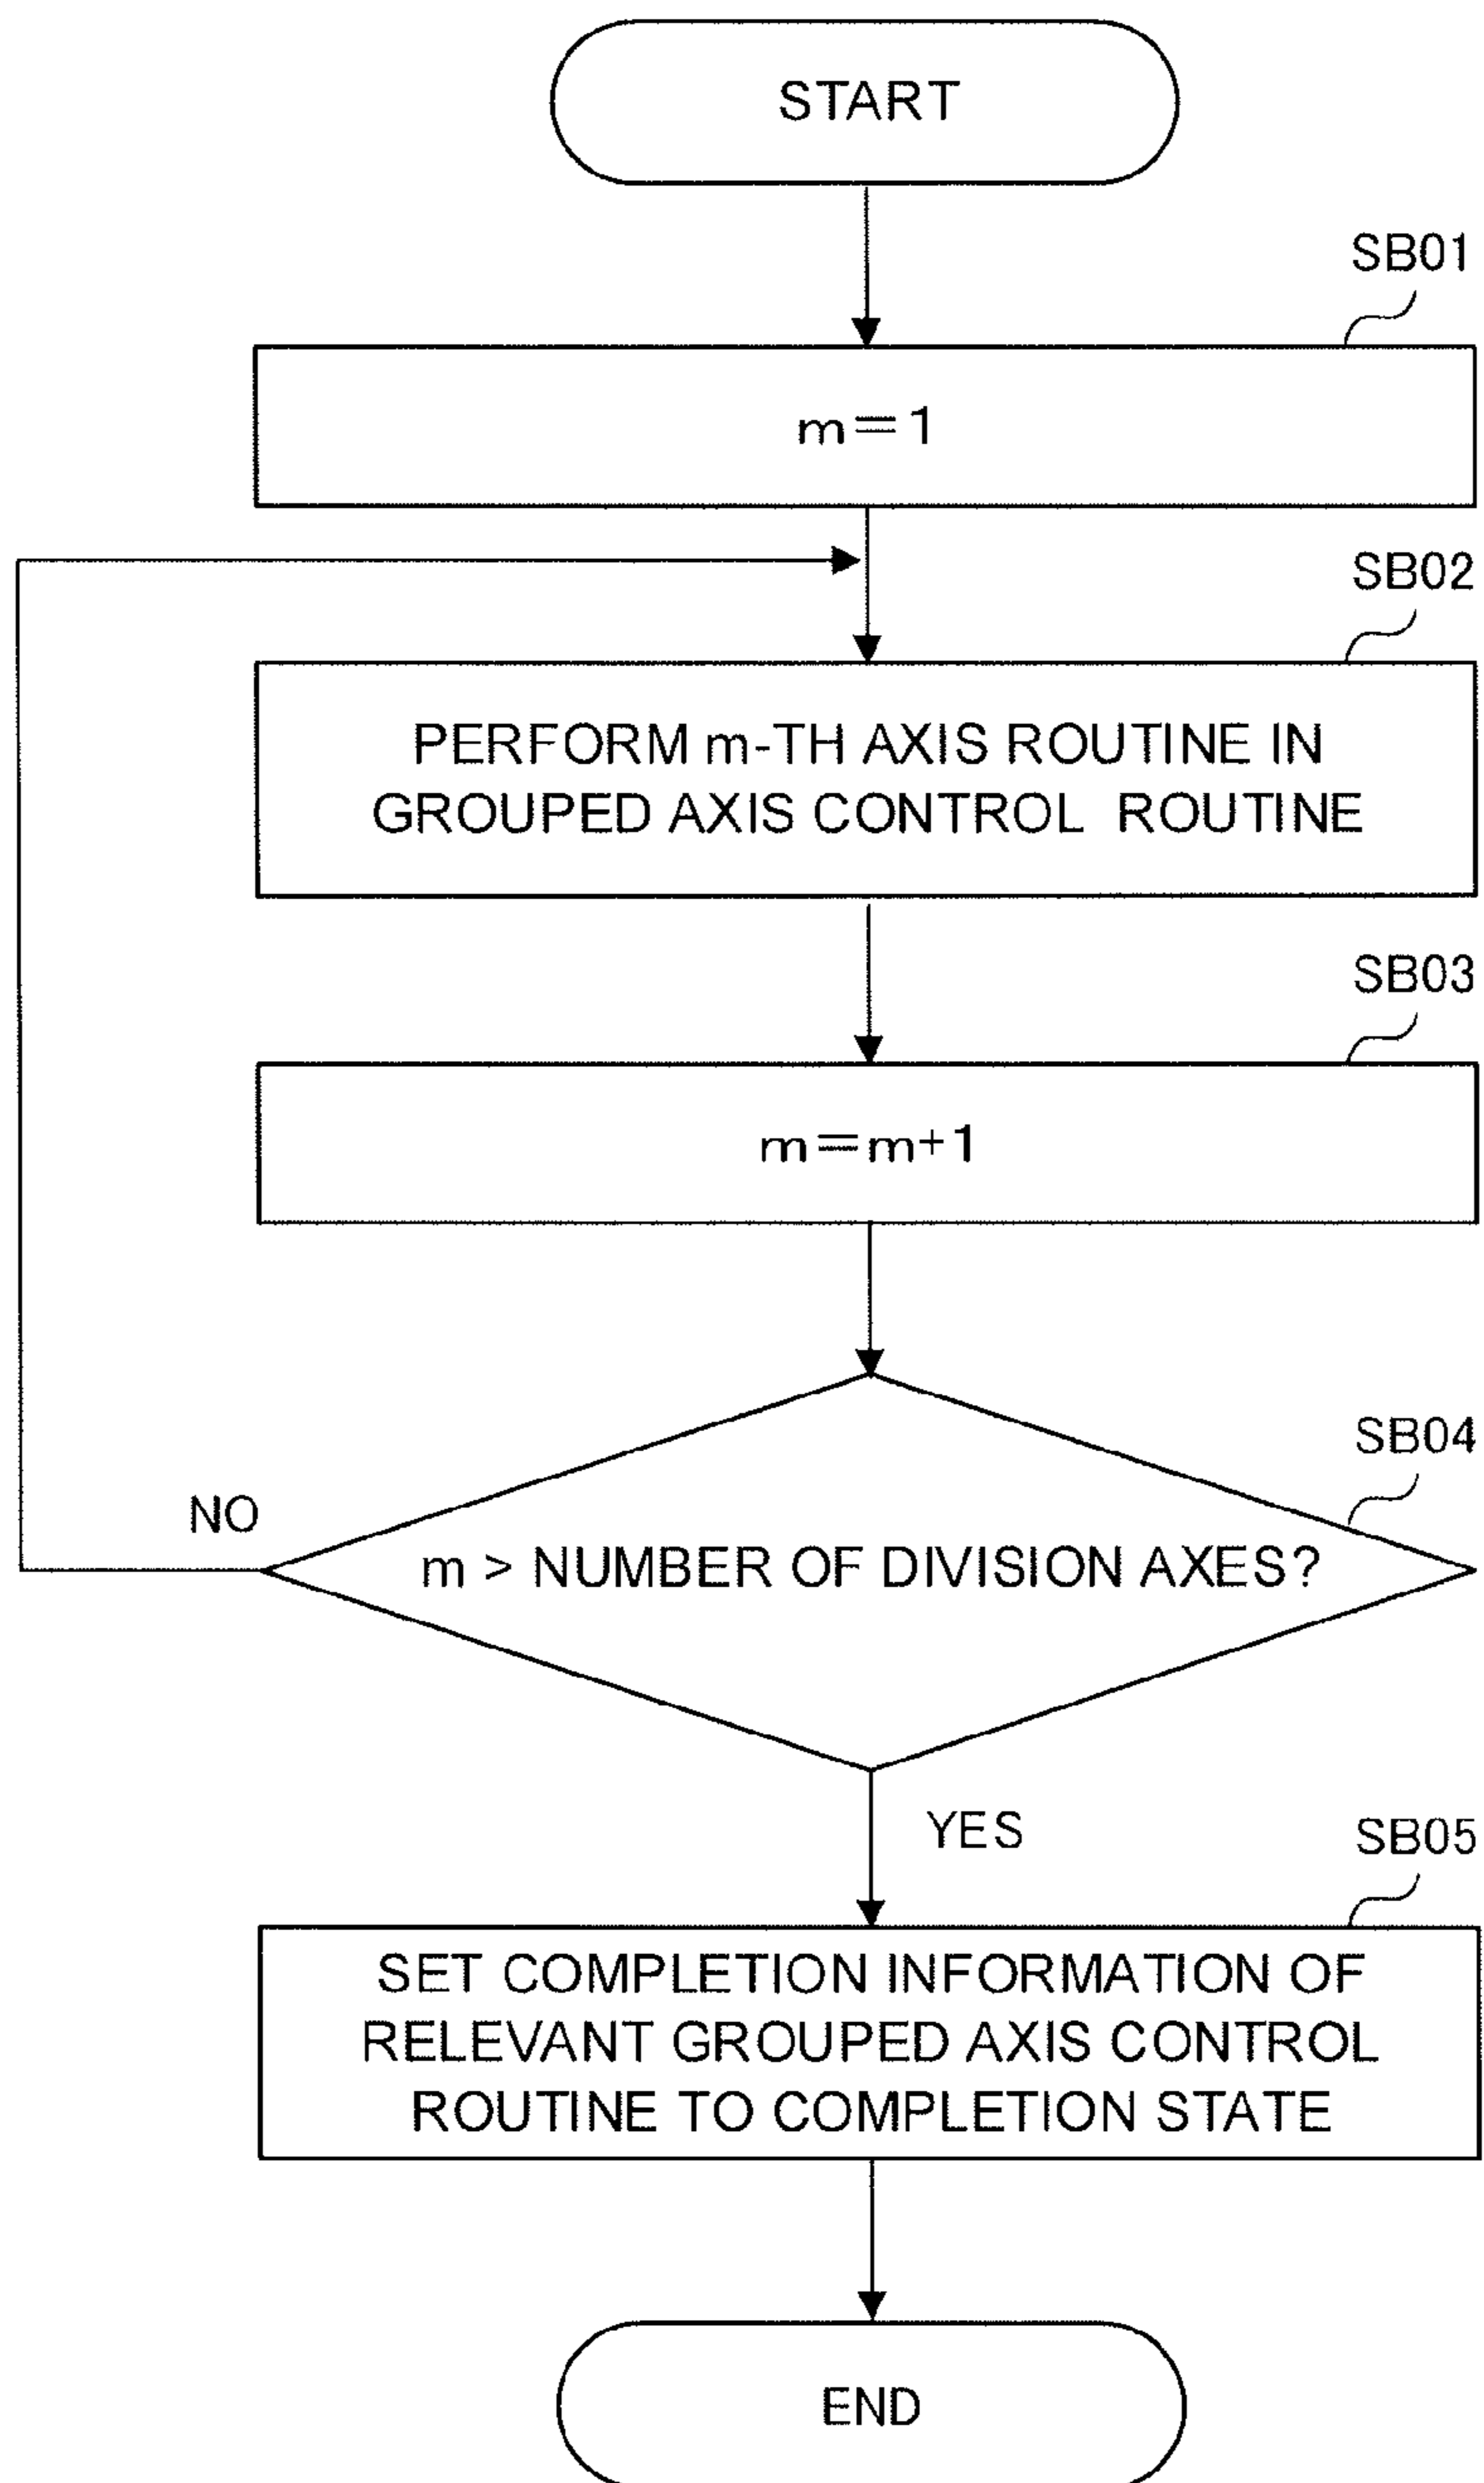 START
SB01
m=1
SB02
PERFORM m-TH AXIS ROUTINE IN
GROUPED AXIS CONTROL ROUTINE
SB03
m=m+1
SB04
NO
m > NUMBER OF DIVISION AXES?
YES
SB05
SET COMPLETION INFORMATION OF
RELEVANT GROUPED AXIS CONTROL
ROUTINE TO COMPLETION STATE
END